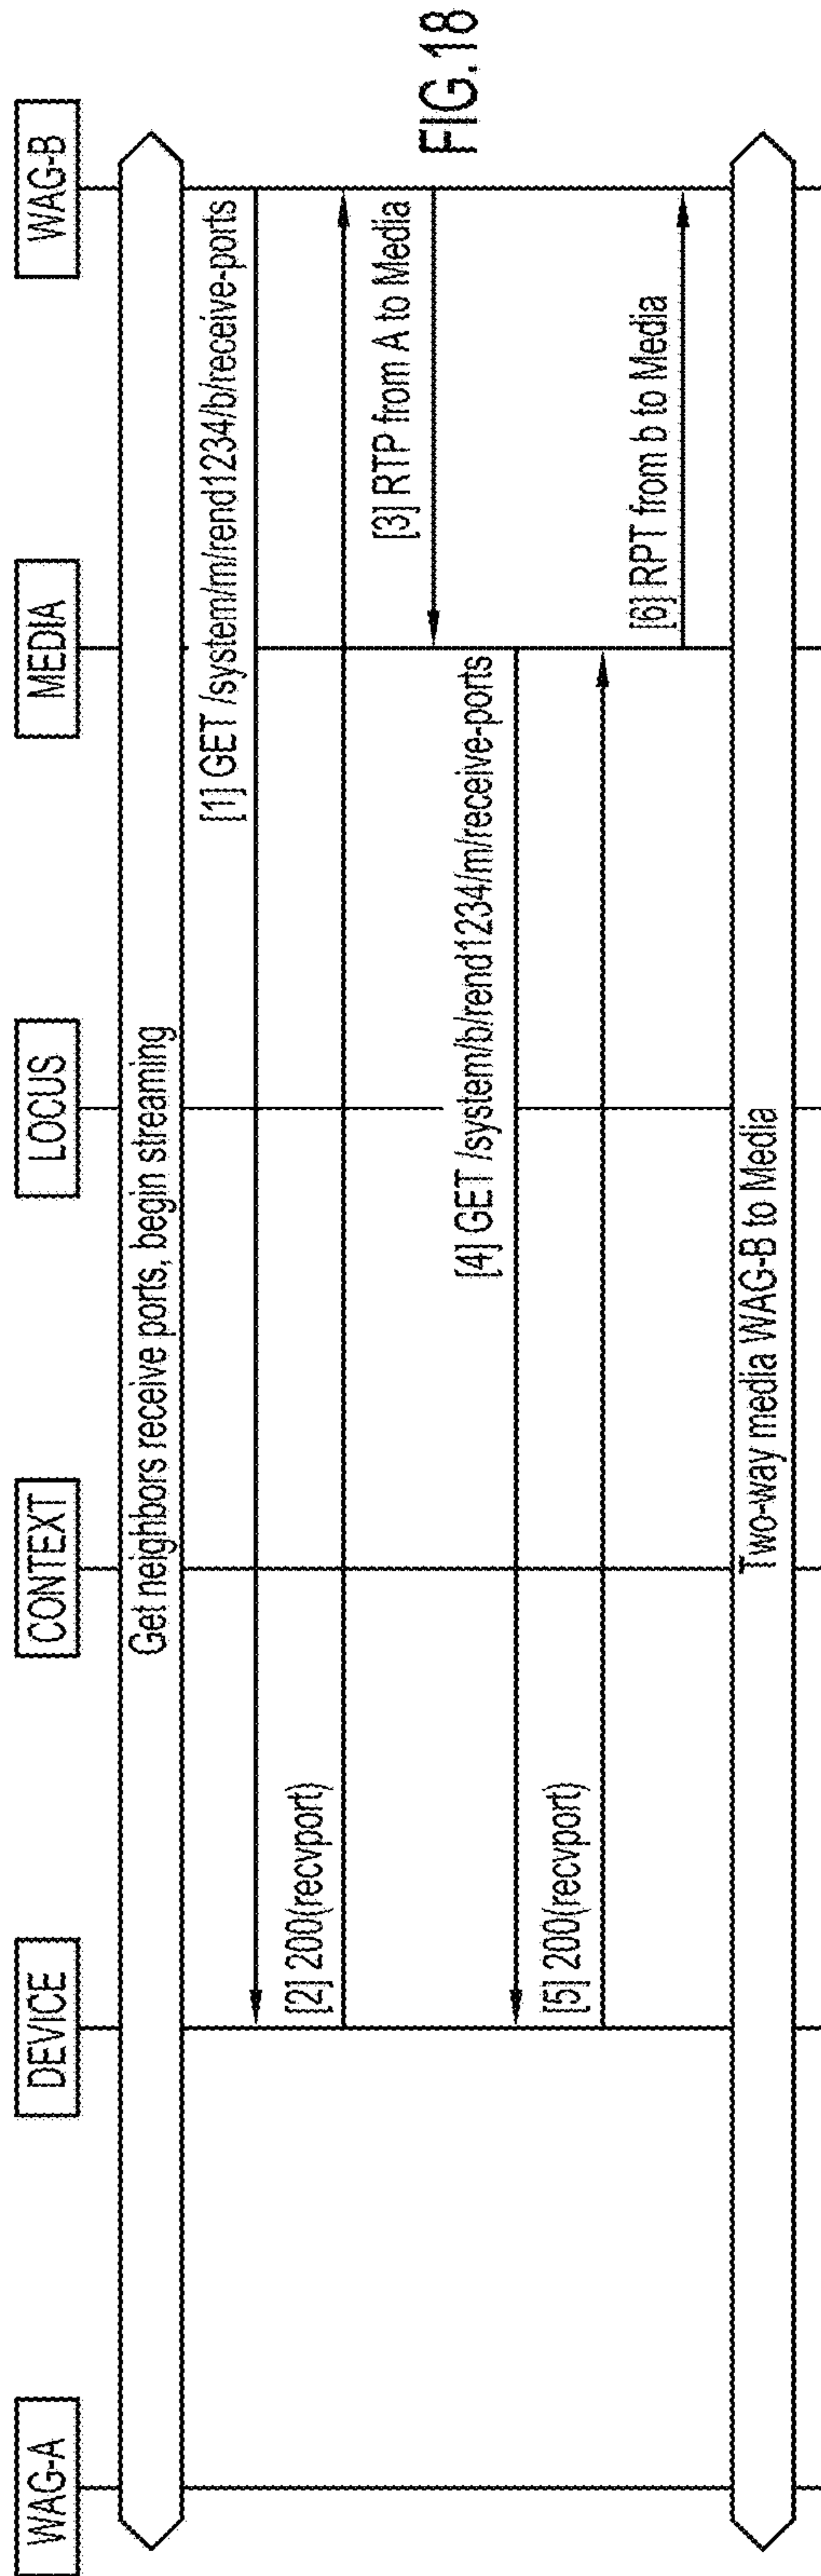 WAG-A
DEVICE
CONTEXT
LOCUS
MEDIA
WAG-B
Get neighbors receive ports, begin streaming
[1] GET /system/m/rend1234/b/receive-ports
[2] 200(recvport)
[3] RTP from A to Media
[4] GET /system/b/rend1234/m/receive-ports
[5] 200(recvport)
[6] RPT from b to Media
Two-way media WAG-B to Media
FIG.18